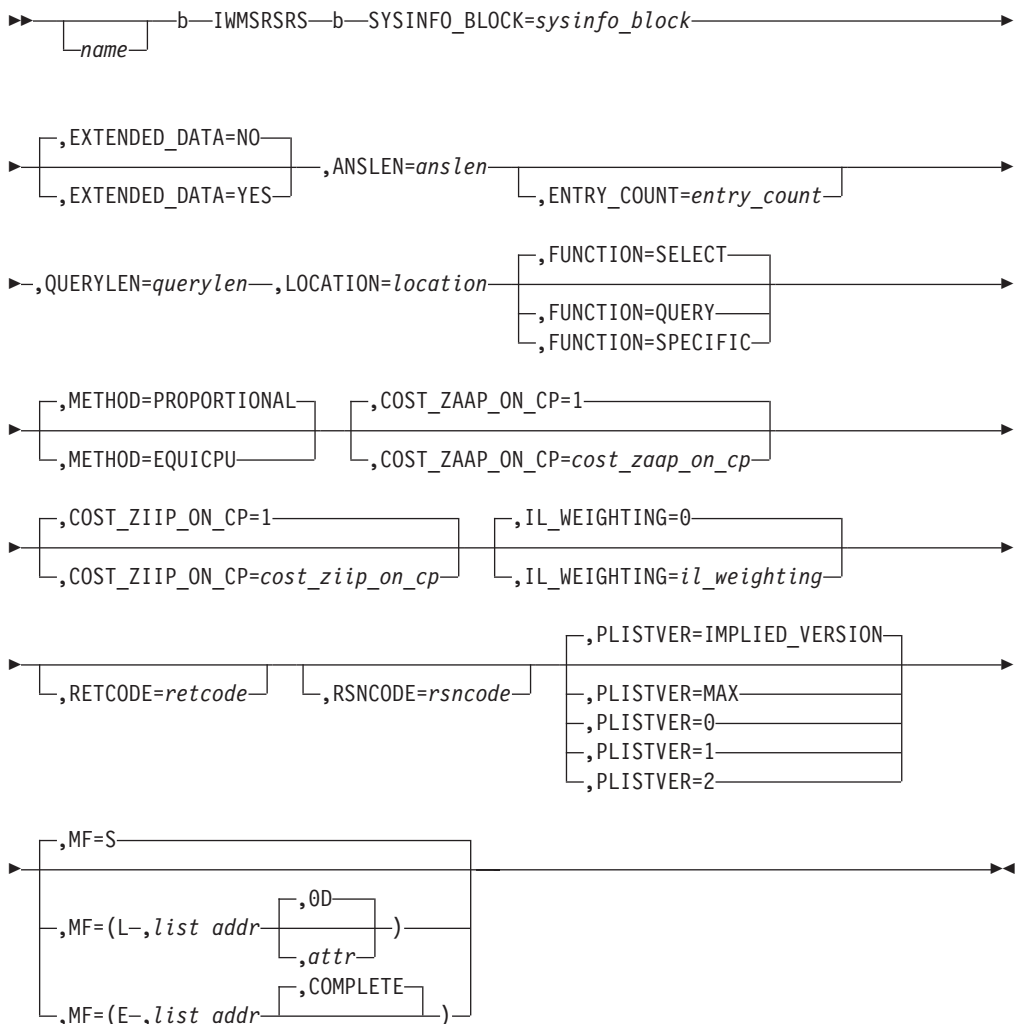 b IWMSRSRS b SYSINFO_BLOCK=sysinfo_block
name
,EXTENDED_DATA=NO
,EXTENDED_DATA=YES
,ANSLEN=anslen
,ENTRY_COUNT=entry_count
,QUERYLEN=querylen ,LOCATION=location
,FUNCTION=SELECT
,FUNCTION=QUERY
,FUNCTION=SPECIFIC
,METHOD=PROPORTIONAL
,METHOD=EQUICPU
,COST_ZAAP_ON_CP=1
,COST_ZAAP_ON_CP=cost_zaap_on_cp
,COST_ZIIP_ON_CP=1
,COST_ZIIP_ON_CP=cost_ziip_on_cp
,IL_WEIGHTING=0
,IL_WEIGHTING=il_weighting
,RETCODE=retcode
,RSNCODE=rsncode
,PLISTVER=IMPLIED_VERSION
,PLISTVER=MAX
,PLISTVER=0
,PLISTVER=1
,PLISTVER=2
,MF=S
,0D
,MF=(L ,list addr )
,attr
,COMPLETE
,MF=(E ,list addr )